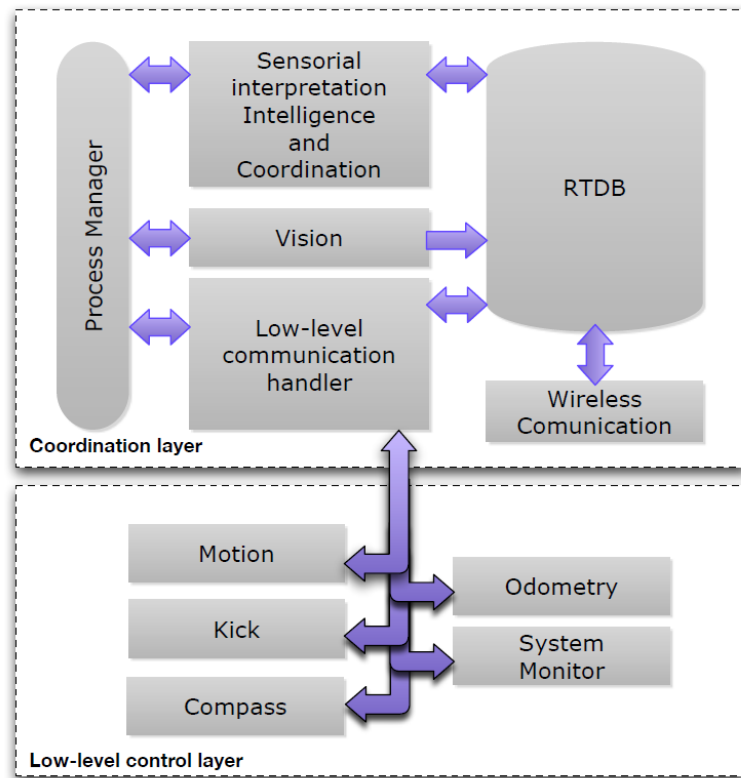 Process Manager
Sensorial
interpretation
Intelligence
and
Coordination
Vision
Low-level
communication
handler
RTDB
Wireless
Comunication
Coordination layer
Motion
Kick
Compass
Odometry
System
Monitor
Low-level control layer